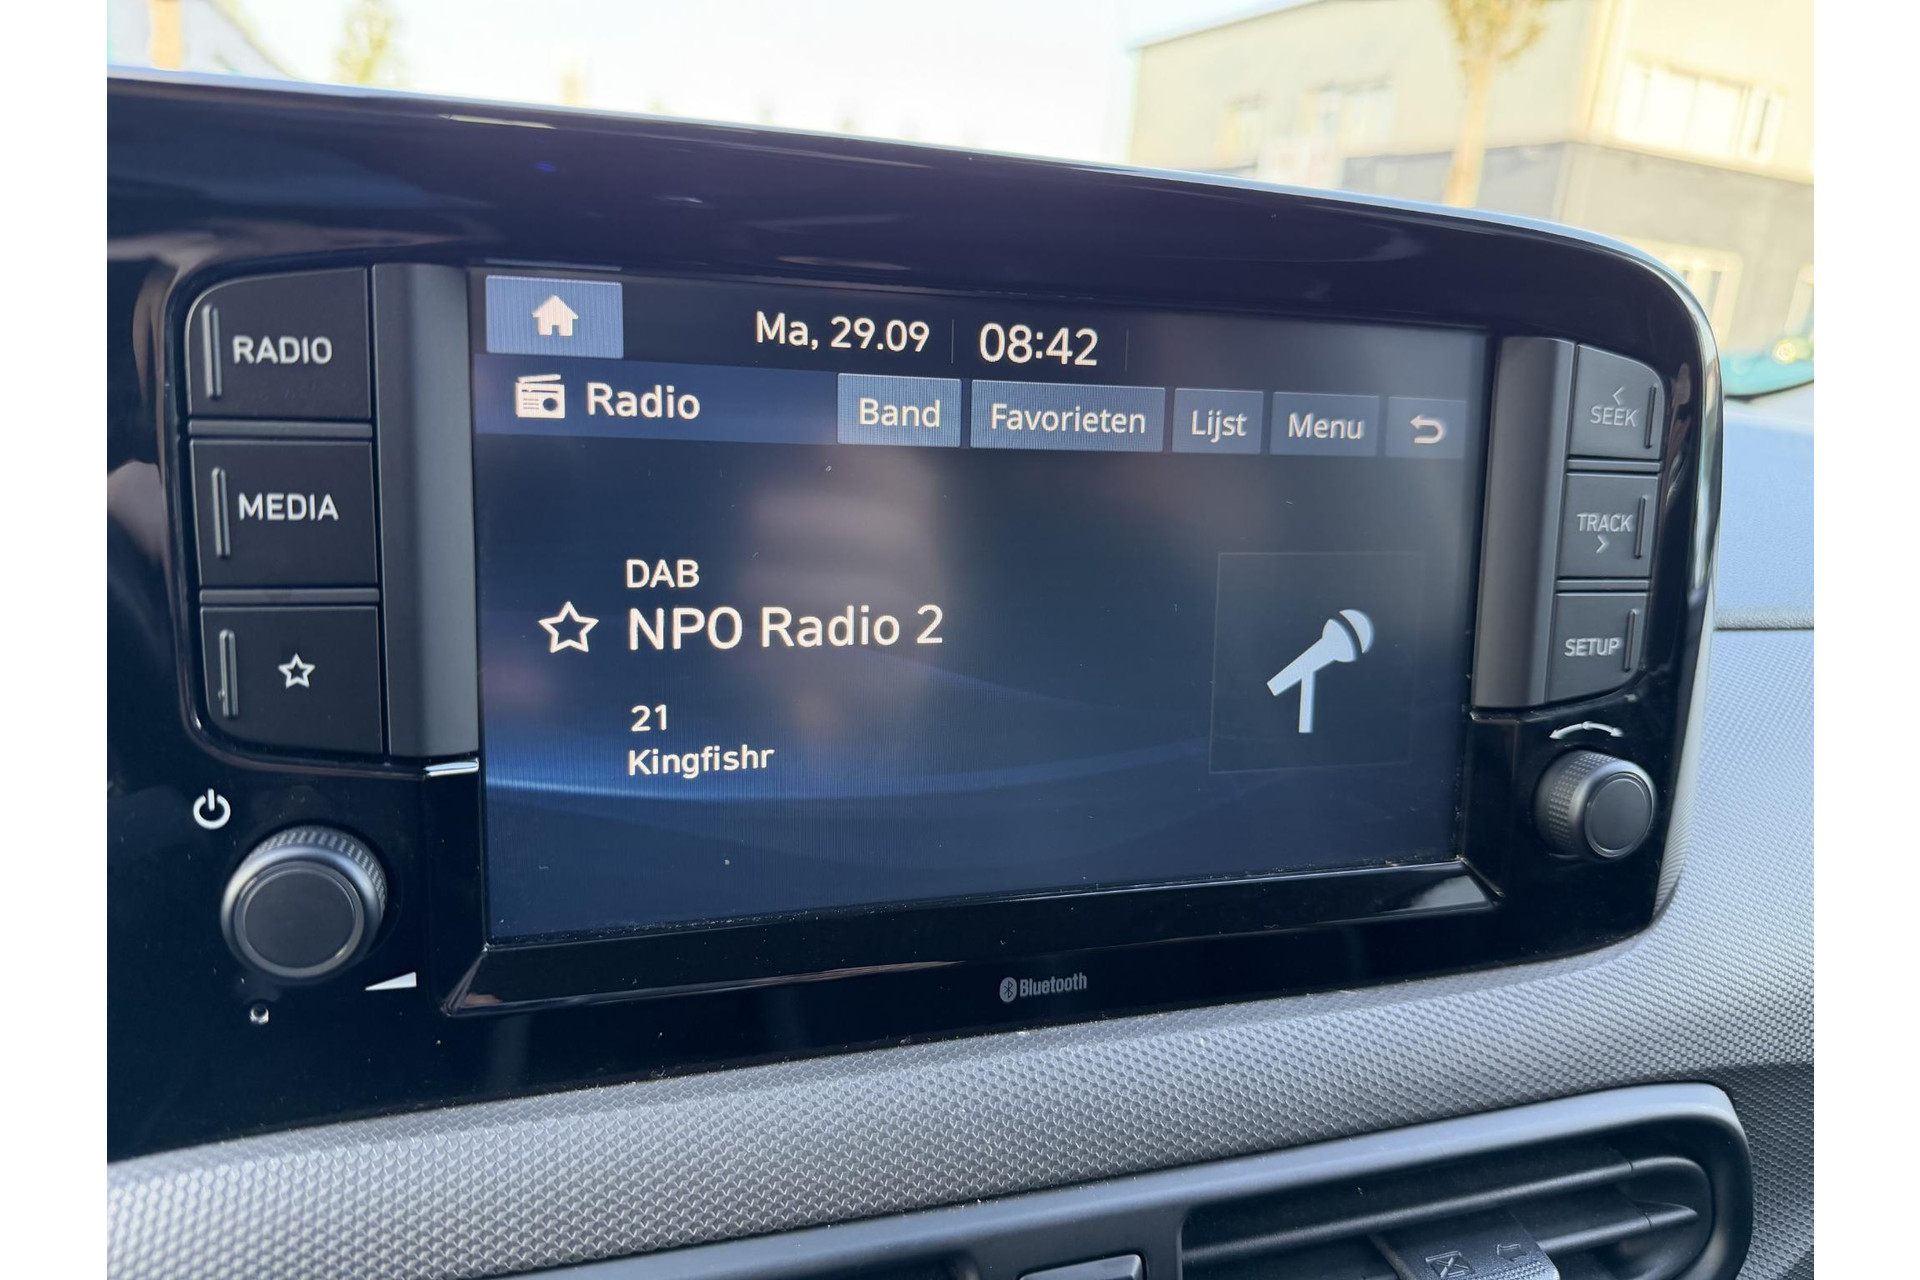 RADIO
MEDIA
Ma, 29.09 08:42
Radio Band Favorieten Lijst Menu
DAB
NPO Radio 2
21
Kingfishr
SEEK
TRACK
SETUP
Bluetooth